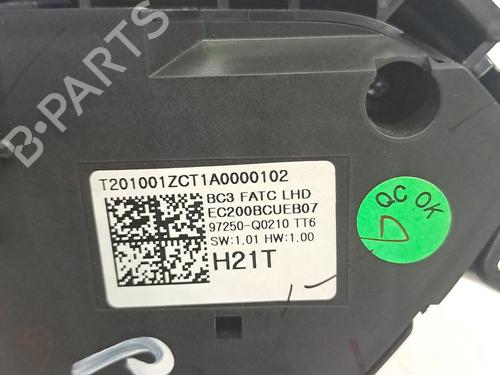 B-PARTS
T201001ZCT1A0000102
BC3 FATC LHD
EC200BCUEB07
97250-Q0210 TT6
SW:1.01 HW:1.00
H21T
QC OK
D